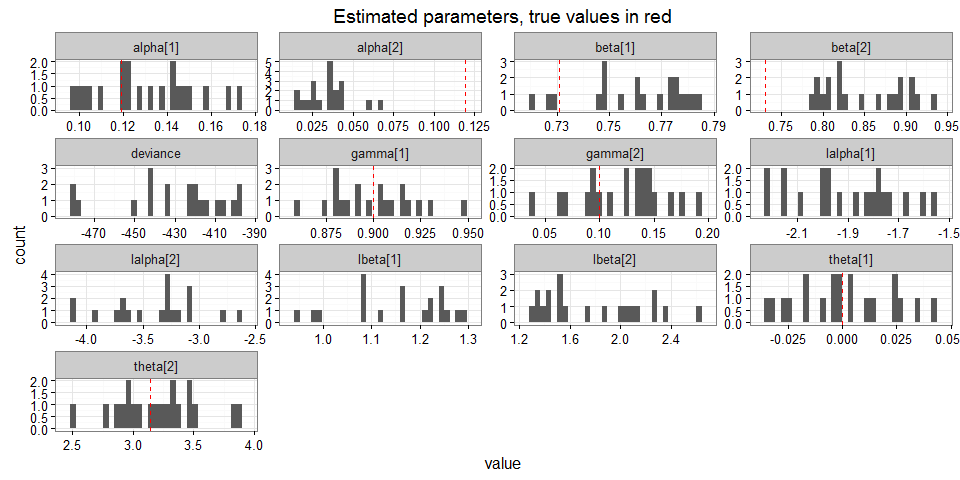 Estimated parameters, true values in red
alpha[1] alpha[2] beta[1] beta[2]
2.0 1.5 1.0 0.5 0.0
5 4 3 2 1 0
3 2 1 0
3 2 1 0
0.10 0.12 0.14 0.16 0.18
0.025 0.050 0.075 0.100 0.125
0.73 0.75 0.77 0.79
0.75 0.80 0.85 0.90 0.95
deviance gamma[1] gamma[2] lalpha[1]
3 2 1 0
3 2 1 0
2.0 1.5 1.0 0.5 0.0
2.0 1.5 1.0 0.5 0.0
-470 -450 -430 -410 -390
0.875 0.900 0.925 0.950
0.05 0.10 0.15 0.20
-2.1 -1.9 -1.7 -1.5
count
lalpha[2] lbeta[1] lbeta[2] theta[1]
4 3 2 1 0
4 3 2 1 0
3 2 1 0
2.0 1.5 1.0 0.5 0.0
-4.0 -3.5 -3.0 -2.5
1.0 1.1 1.2 1.3
1.2 1.6 2.0 2.4
-0.025 0.000 0.025 0.05
theta[2]
2.0 1.5 1.0 0.5 0.0
2.5 3.0 3.5 4.0
value